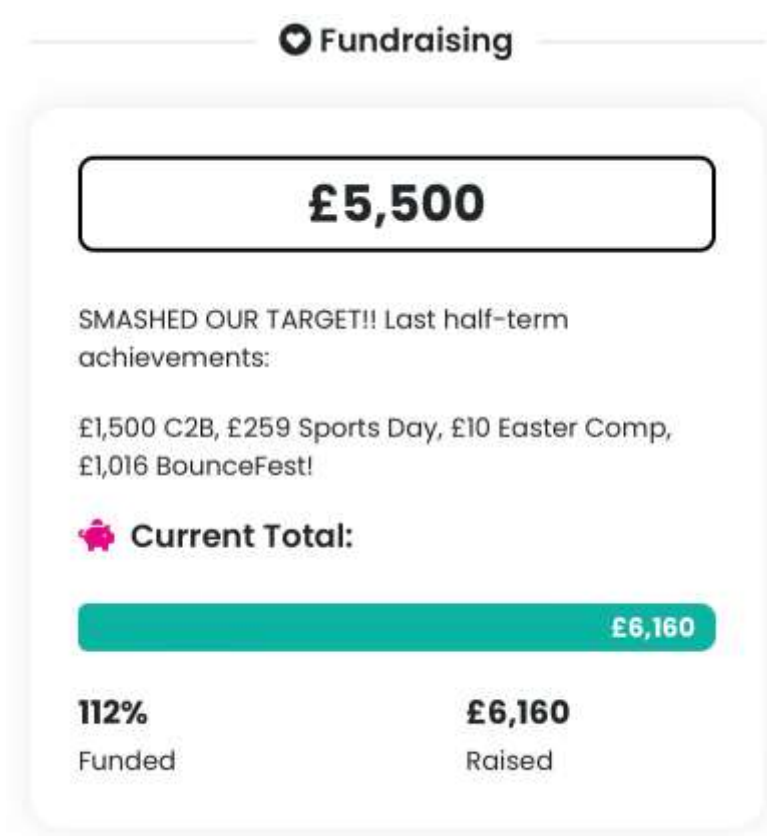 Fundraising
£5,500
SMASHED OUR TARGET!! Last half-term
achievements:
£1,500 C2B, £259 Sports Day, £10 Easter Comp,
£1,016 BounceFest!
Current Total:
£6,160
112%
Funded
£6,160
Raised